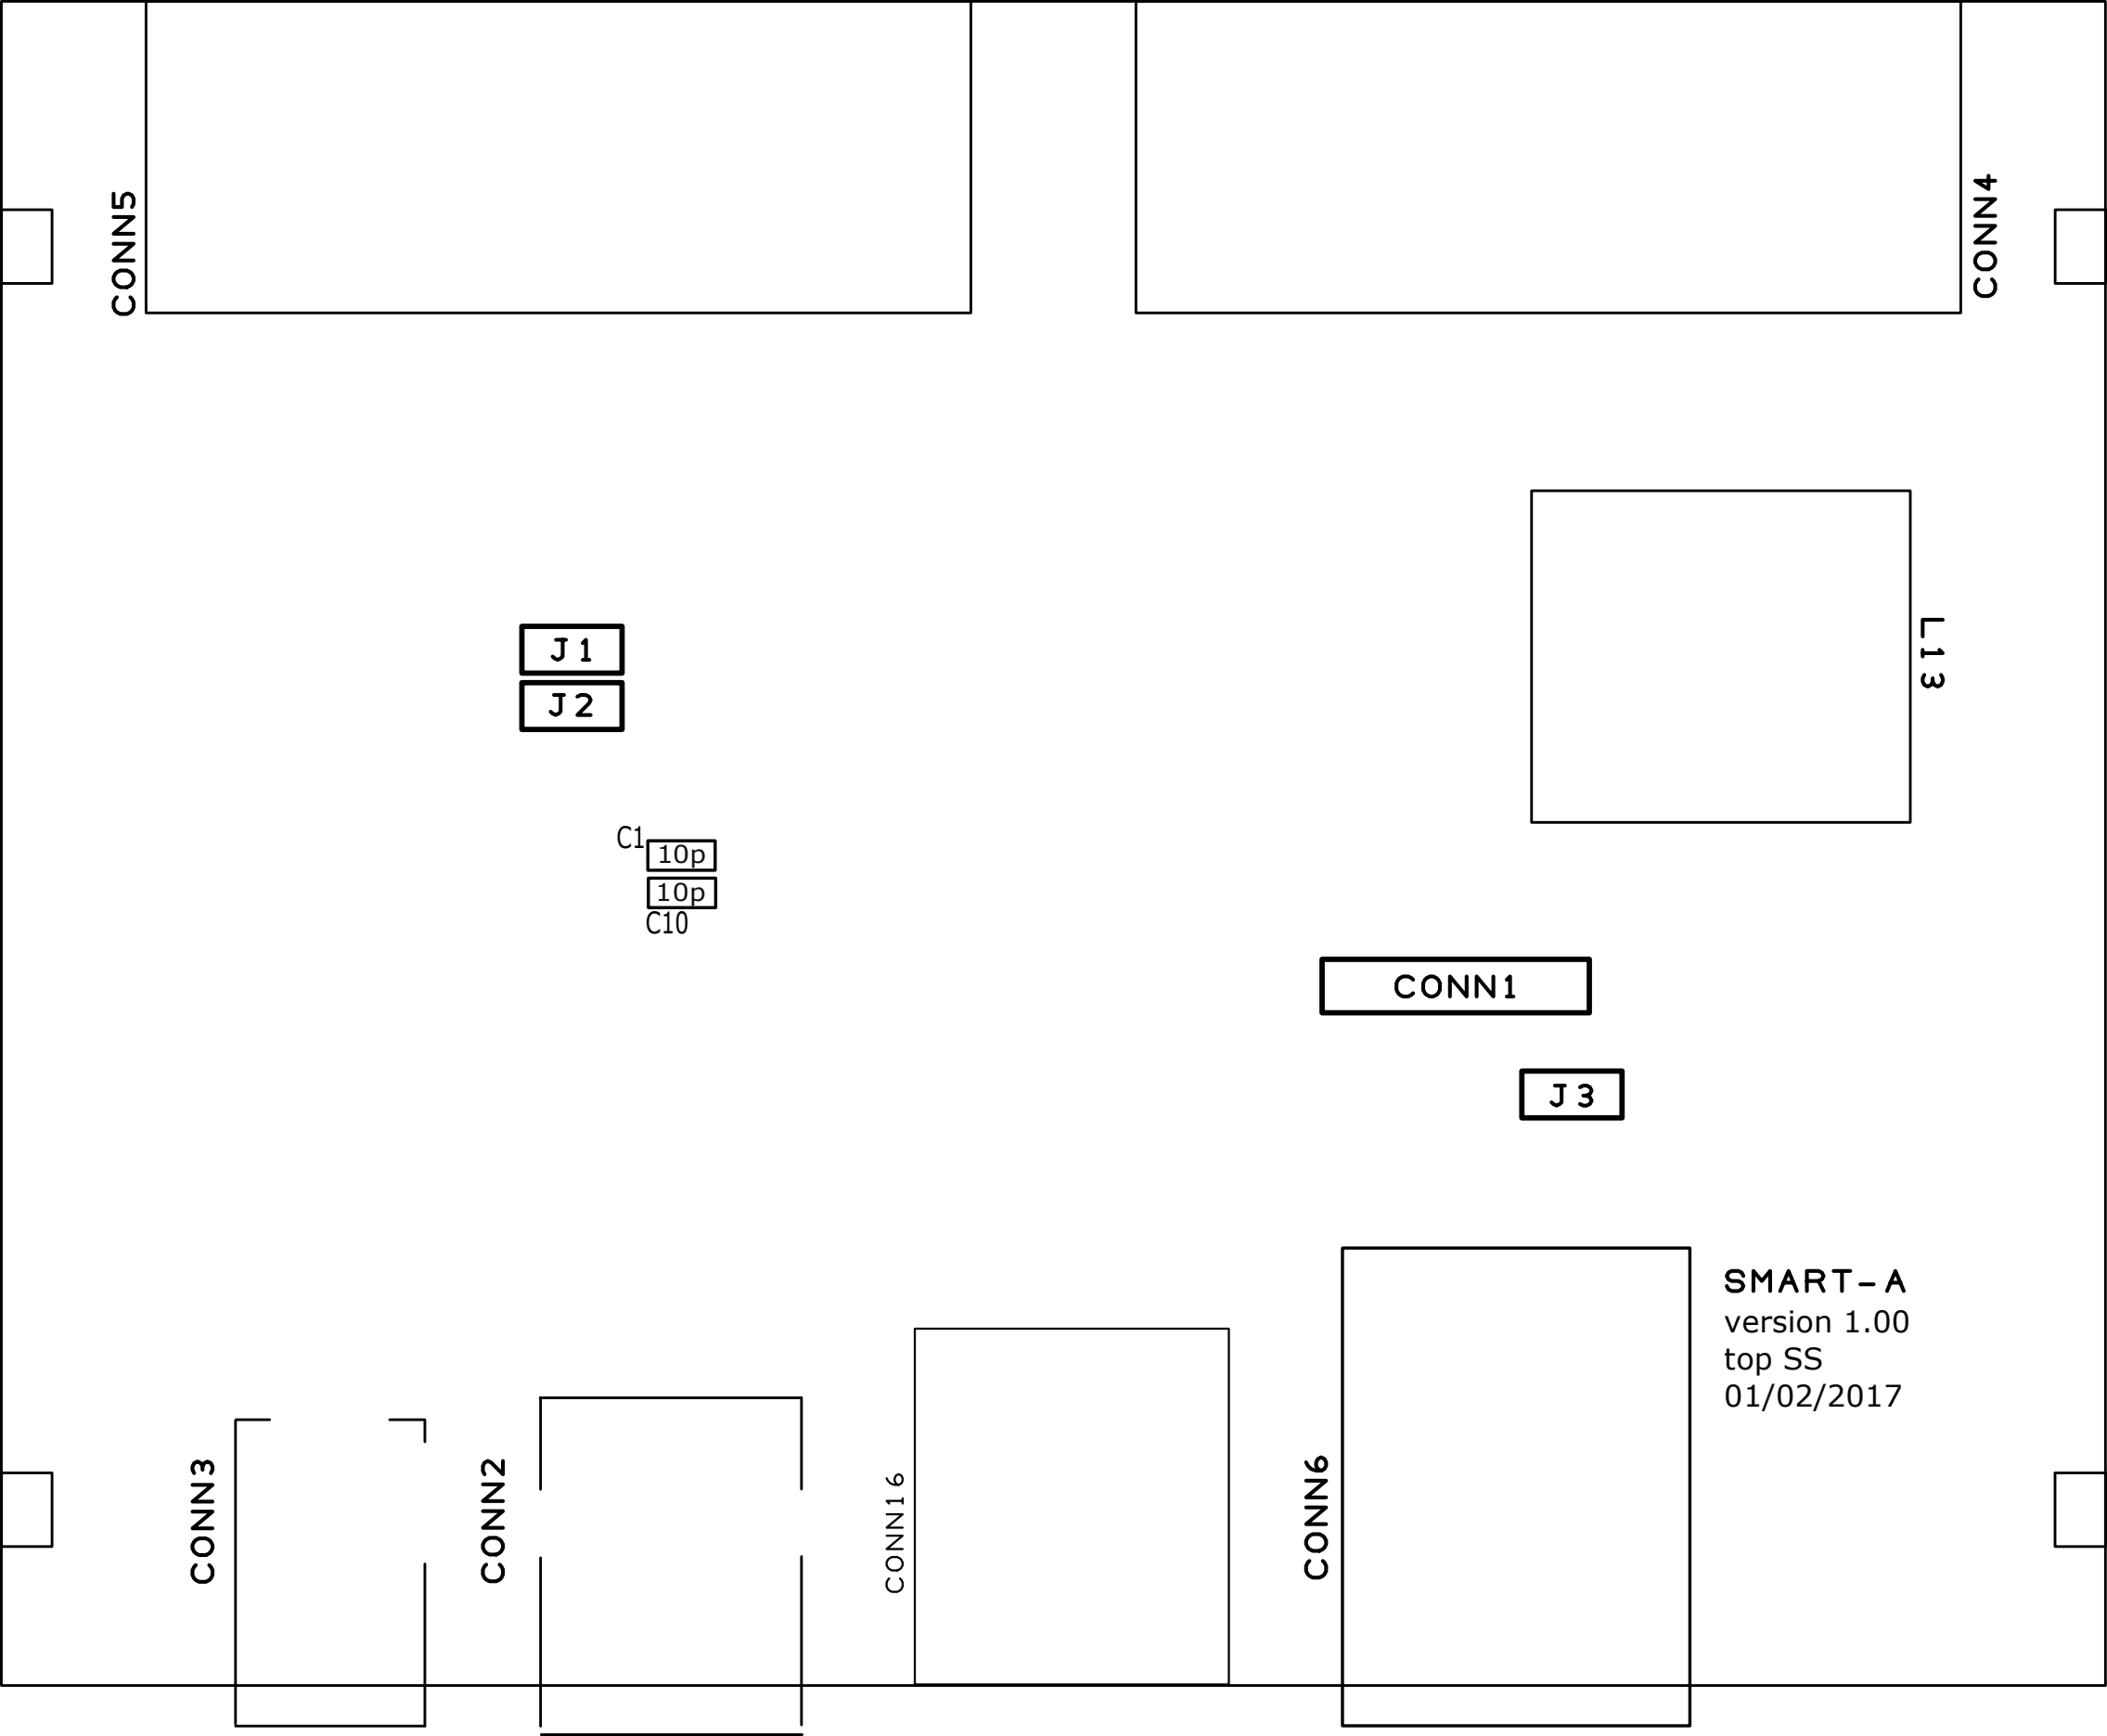 CONN5
CONN4
J1
L13
J2
C1
10p
10p
C10
CONN1
J3
SMART-A
version 1.00
top SS
01/02/2017
CONN3
CONN2
CONN16
CONN6